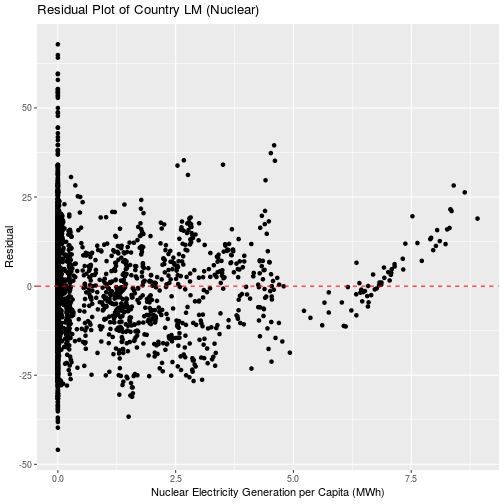 Residual Plot of Country LM (Nuclear)
50
25
0
-25
-50
Residual
0.0 2.5 5.0 7.5
Nuclear Electricity Generation per Capita (MWh)